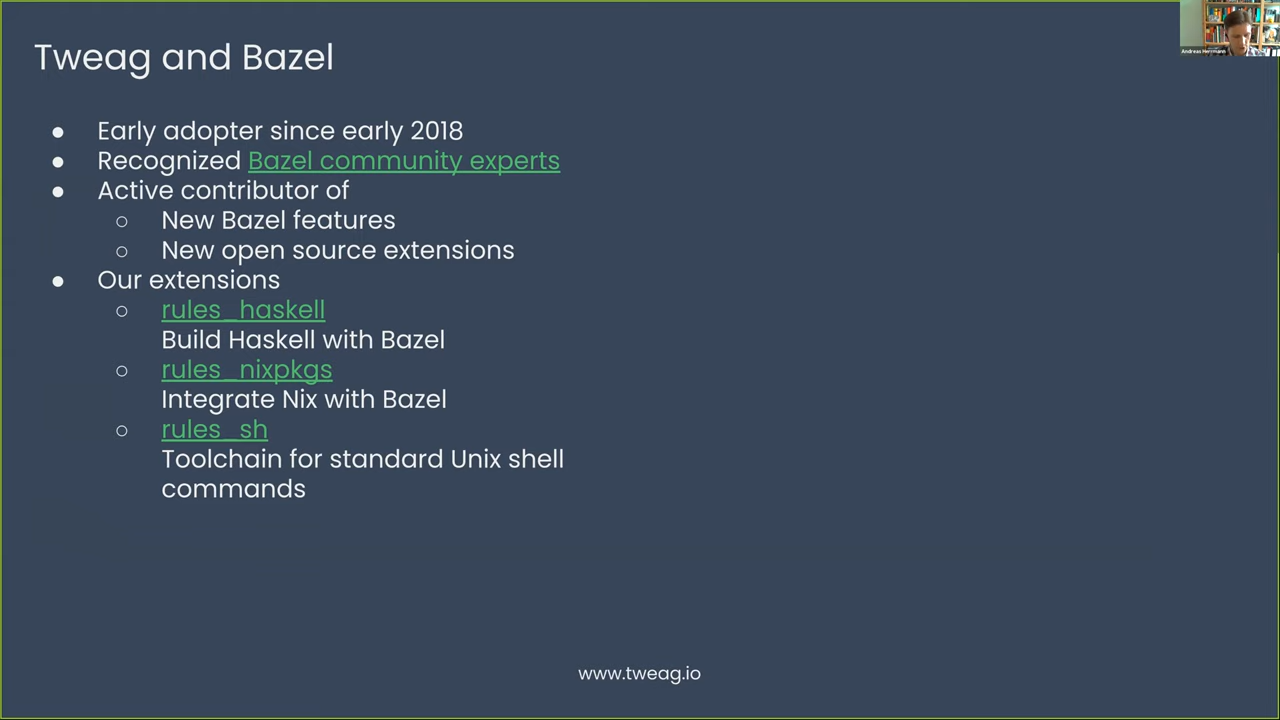 Tweag and Bazel
Andreas Herrmann
● Early adopter since early 2018
● Recognized Bazel community experts
● Active contributor of
○ New Bazel features
○ New open source extensions
● Our extensions
○ rules_haskell
Build Haskell with Bazel
○ rules_nixpkgs
Integrate Nix with Bazel
○ rules_sh
Toolchain for standard Unix shell
commands
www.tweag.io